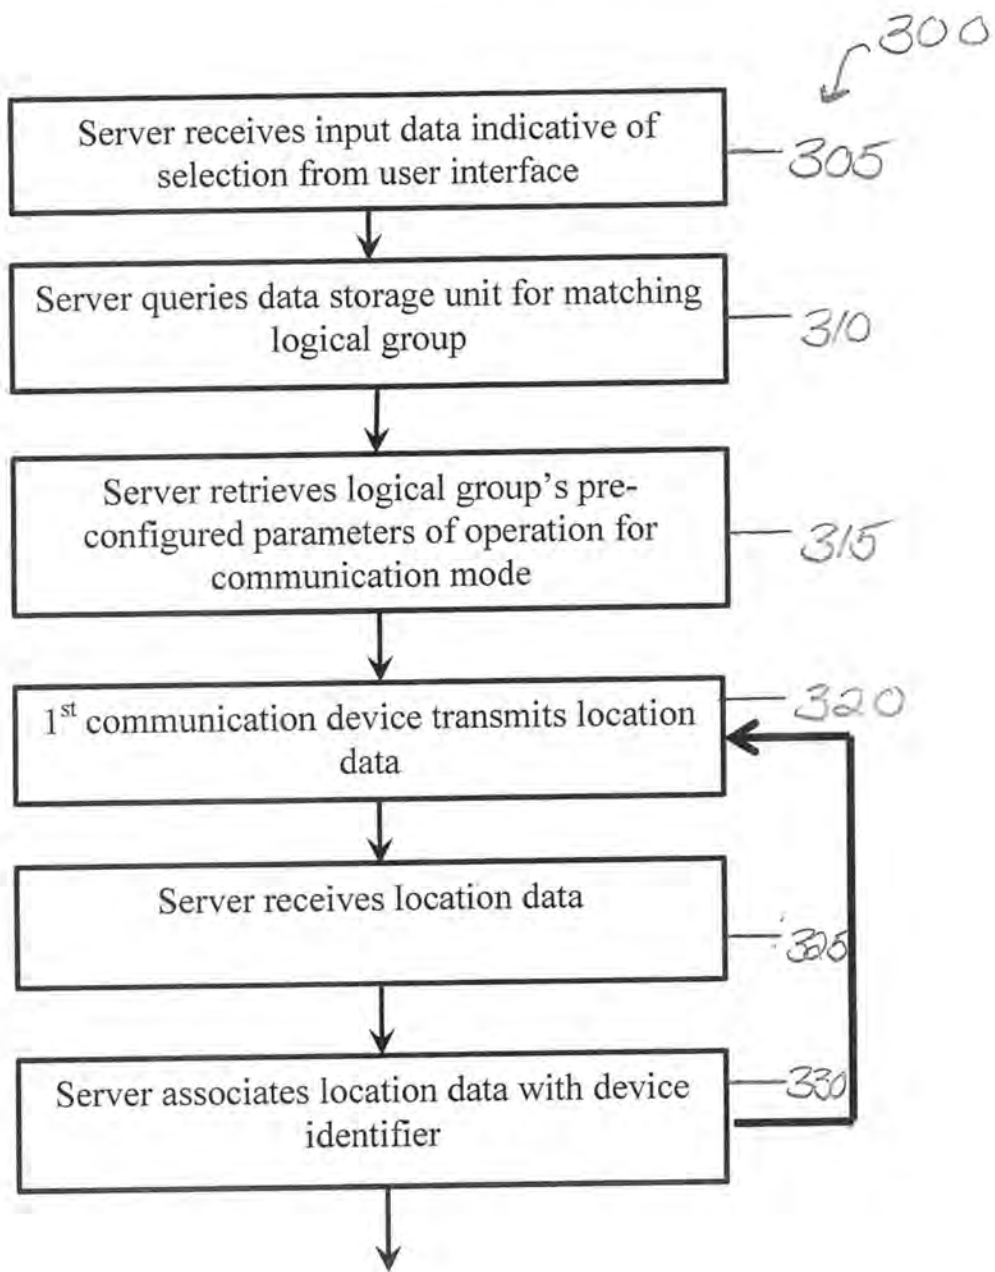 300
Server receives input data indicative of
selection from user interface
305
Server queries data storage unit for matching
logical group
310
Server retrieves logical group's pre-
configured parameters of operation for
communication mode
315
1st communication device transmits location
data
320
Server receives location data
325
Server associates location data with device
identifier
330